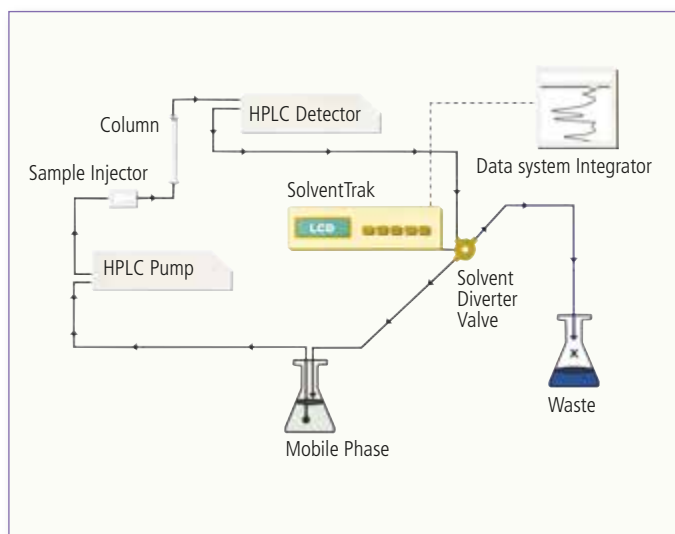 HPLC Detector
Column
Data system Integrator
Sample Injector
SolventTrak
LCD
HPLC Pump
Solvent
Diverter
Valve
X
Waste
Mobile Phase